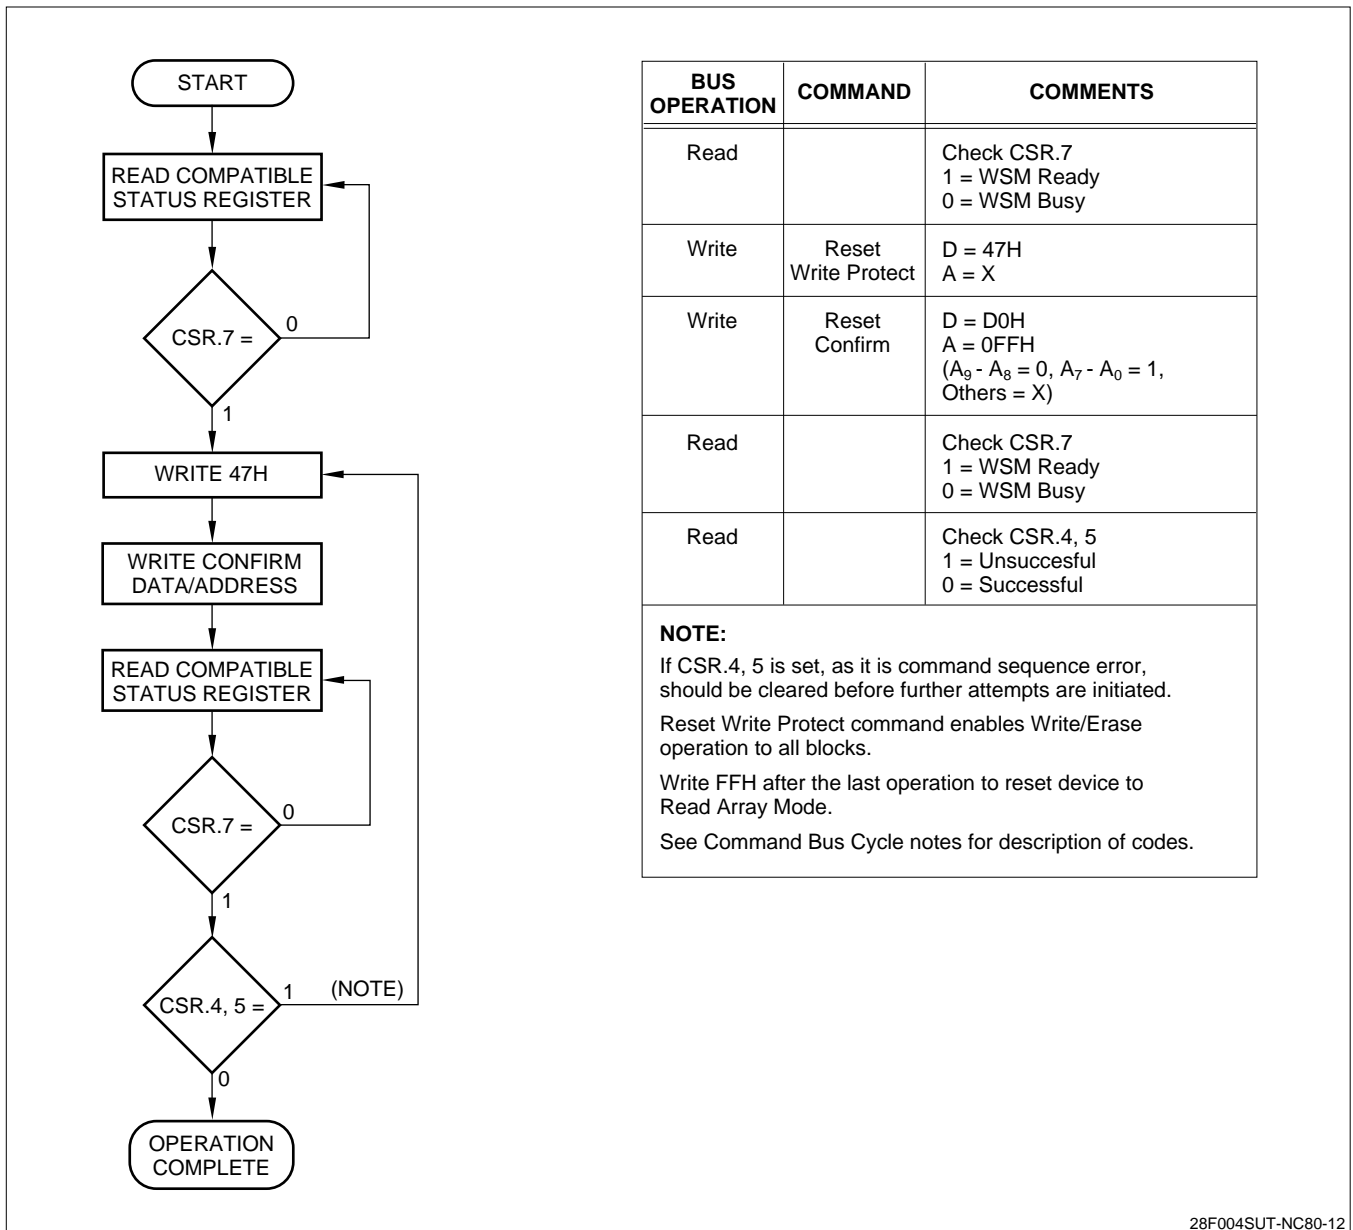 START
READ COMPATIBLE
STATUS REGISTER
CSR.7 =
0
1
WRITE 47H
WRITE CONFIRM
DATA/ADDRESS
READ COMPATIBLE
STATUS REGISTER
CSR.7 =
0
1
CSR.4, 5 =
1
(NOTE)
0
OPERATION
COMPLETE
BUS
OPERATION
COMMAND
COMMENTS
Read
Check CSR.7
1 = WSM Ready
0 = WSM Busy
Write
Reset
Write Protect
D = 47H
A = X
Write
Reset
Confirm
D = D0H
A = 0FFH
(A9 - A8 = 0, A7 - A0 = 1,
Others = X)
Read
Check CSR.7
1 = WSM Ready
0 = WSM Busy
Read
Check CSR.4, 5
1 = Unsuccesful
0 = Successful
NOTE:
If CSR.4, 5 is set, as it is command sequence error,
should be cleared before further attempts are initiated.
Reset Write Protect command enables Write/Erase
operation to all blocks.
Write FFH after the last operation to reset device to
Read Array Mode.
See Command Bus Cycle notes for description of codes.
28F004SUT-NC80-12